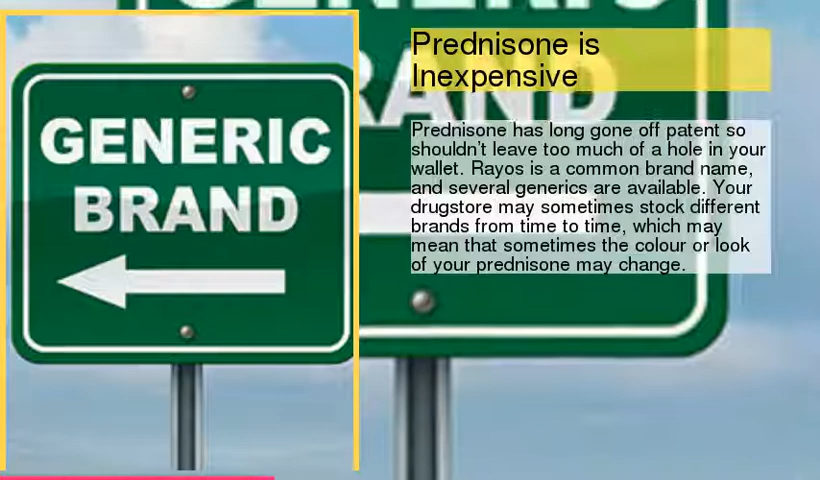 GENERIC
BRAND
Prednisone is
Inexpensive
Prednisone has long gone off patent so
shouldn't leave too much of a hole in your
wallet. Rayos is a common brand name,
and several generics are available. Your
drugstore may sometimes stock different
brands from time to time, which may
mean that sometimes the colour or look
of your prednisone may change.
GENERIC
BRAND